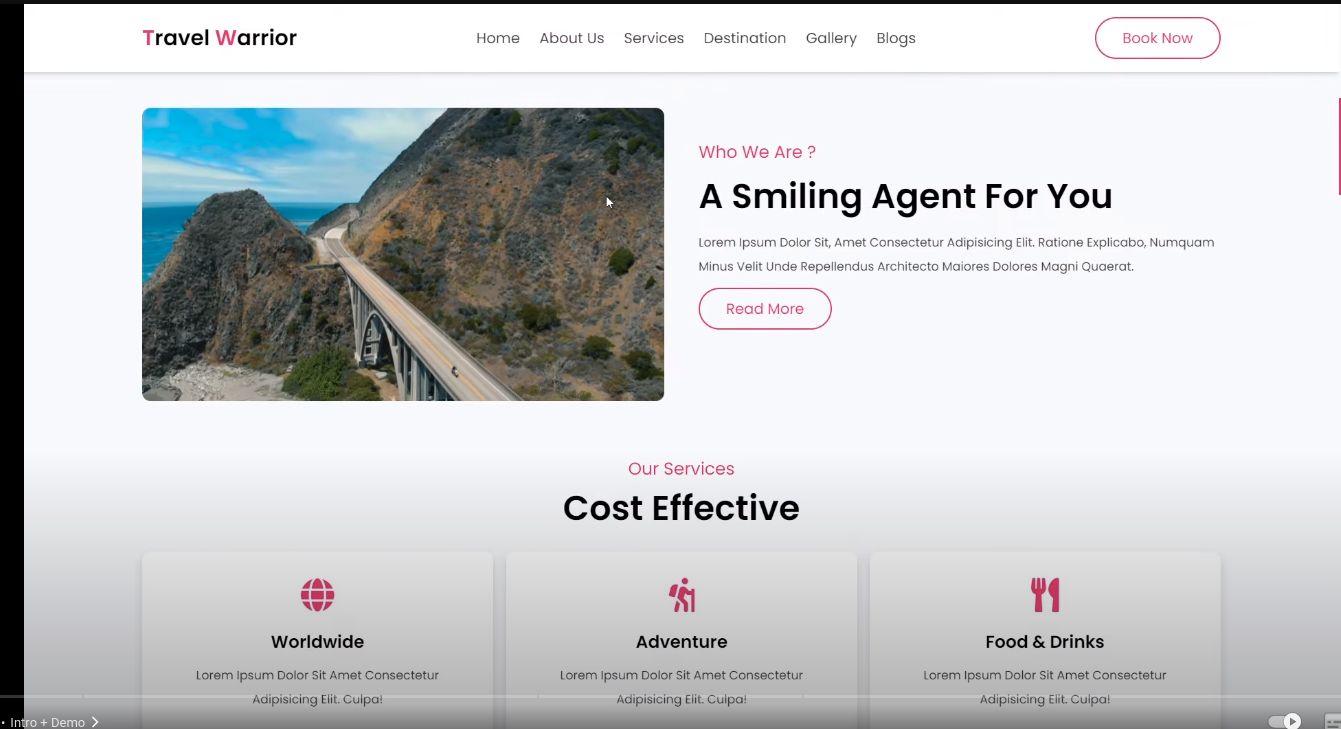 Travel Warrior
Home About Us Services Destination Gallery Blogs
Book Now
Who We Are ?
A Smiling Agent For You
Lorem Ipsum Dolor Sit, Amet Consectetur Adipisicing Elit. Ratione Explicabo, Numquam
Minus Velit Unde Repellendus Architecto Maiores Dolores Magni Quaerat.
Read More
Our Services
Cost Effective
Worldwide
Lorem Ipsum Dolor Sit Amet Consectetur
Adipisicing Elit. Culpa!
Adventure
Lorem Ipsum Dolor Sit Amet Consectetur
Adipisicing Elit. Culpa!
Food & Drinks
Lorem Ipsum Dolor Sit Amet Consectetur
Adipisicing Elit. Culpa!
• Intro + Demo